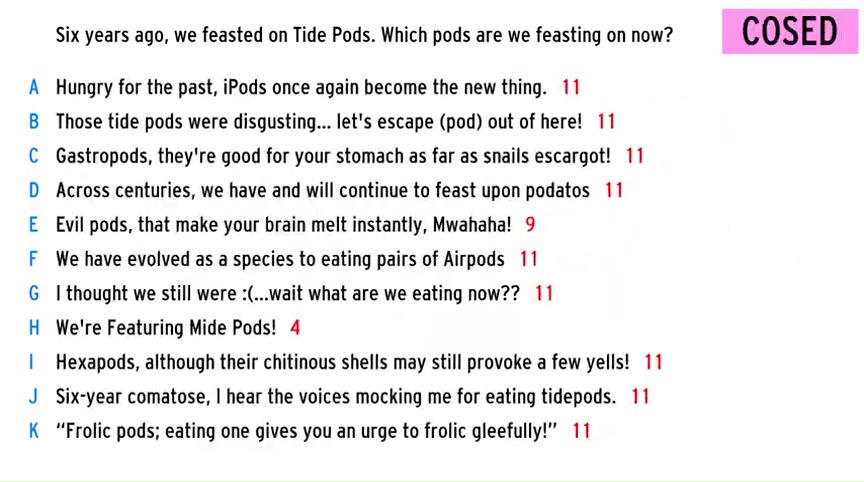 Six years ago, we feasted on Tide Pods. Which pods are we feasting on now?
COSED
A Hungry for the past, iPods once again become the new thing. 11
B Those tide pods were disgusting... let's escape (pod) out of here! 11
C Gastropods, they're good for your stomach as far as snails escargot! 11
D Across centuries, we have and will continue to feast upon podatos 11
E Evil pods, that make your brain melt instantly, Mwahaha! 9
F We have evolved as a species to eating pairs of Airpods 11
G I thought we still were :(...wait what are we eating now?? 11
H We're Featuring Mide Pods! 4
I Hexapods, although their chitinous shells may still provoke a few yells! 11
J Six-year comatose, I hear the voices mocking me for eating tidepods. 11
K “Frolic pods; eating one gives you an urge to frolic gleefully!” 11